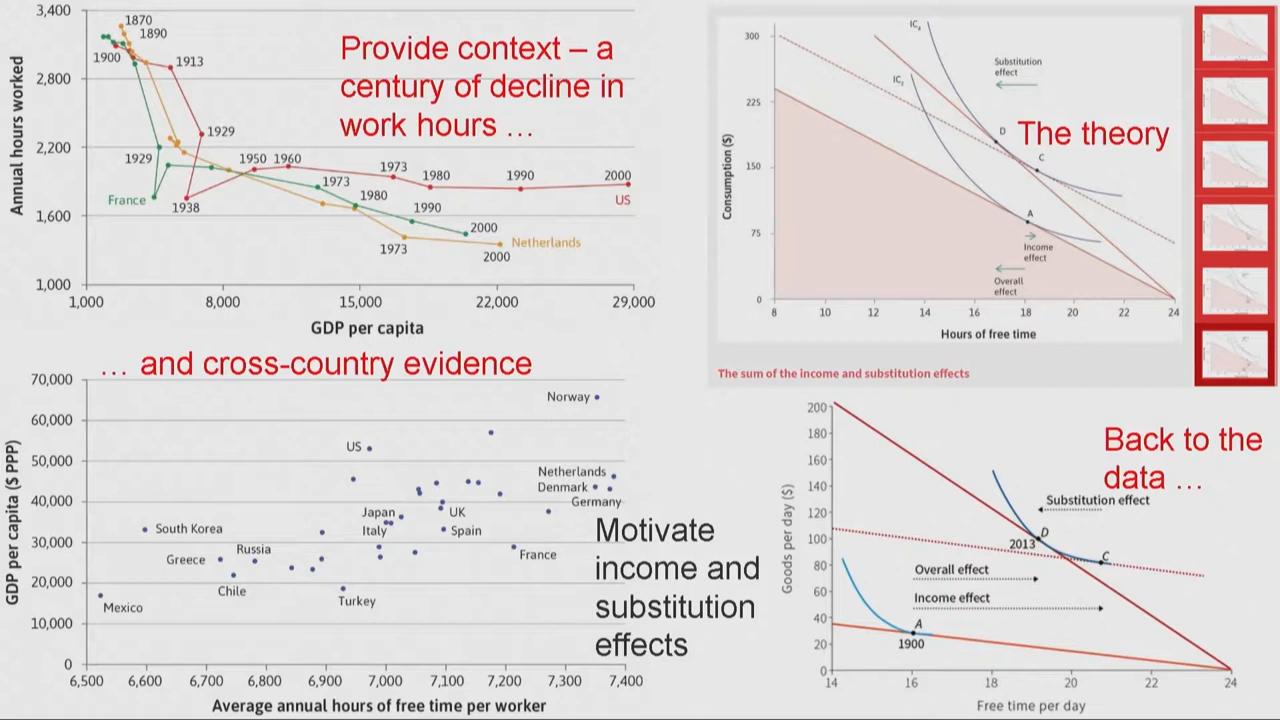 3,400
2,800
2,200
1,600
1,000
Annual hours worked
1870
1890
1900
1913
1929
1929
1938
1950
1960
1973
1980
1990
2000
US
France
1973
1980
1990
2000
1973
2000
Netherlands
1,000
8,000
15,000
22,000
29,000
GDP per capita
Provide context – a
century of decline in
work hours …
300
225
150
75
0
Consumption ($)
IC4
IC2
Substitution
effect
D
C
A
Income
effect
Overall
effect
The theory
8
10
12
14
16
18
20
22
24
Hours of free time
The sum of the income and substitution effects
… and cross-country evidence
70,000
60,000
50,000
40,000
30,000
20,000
10,000
0
GDP per capita ($ PPP)
Norway
US
Netherlands
Denmark
Germany
Japan
UK
Italy
Spain
South Korea
Russia
France
Greece
Chile
Turkey
Mexico
6,500
6,600
6,700
6,800
6,900
7,000
7,100
7,200
7,300
7,400
Average annual hours of free time per worker
Motivate
income and
substitution
effects
200
180
160
140
120
100
80
60
40
20
0
Goods per day ($)
Back to the
data …
Substitution effect
D
2013
C
Overall effect
Income effect
A
1900
14
16
18
20
22
24
Free time per day